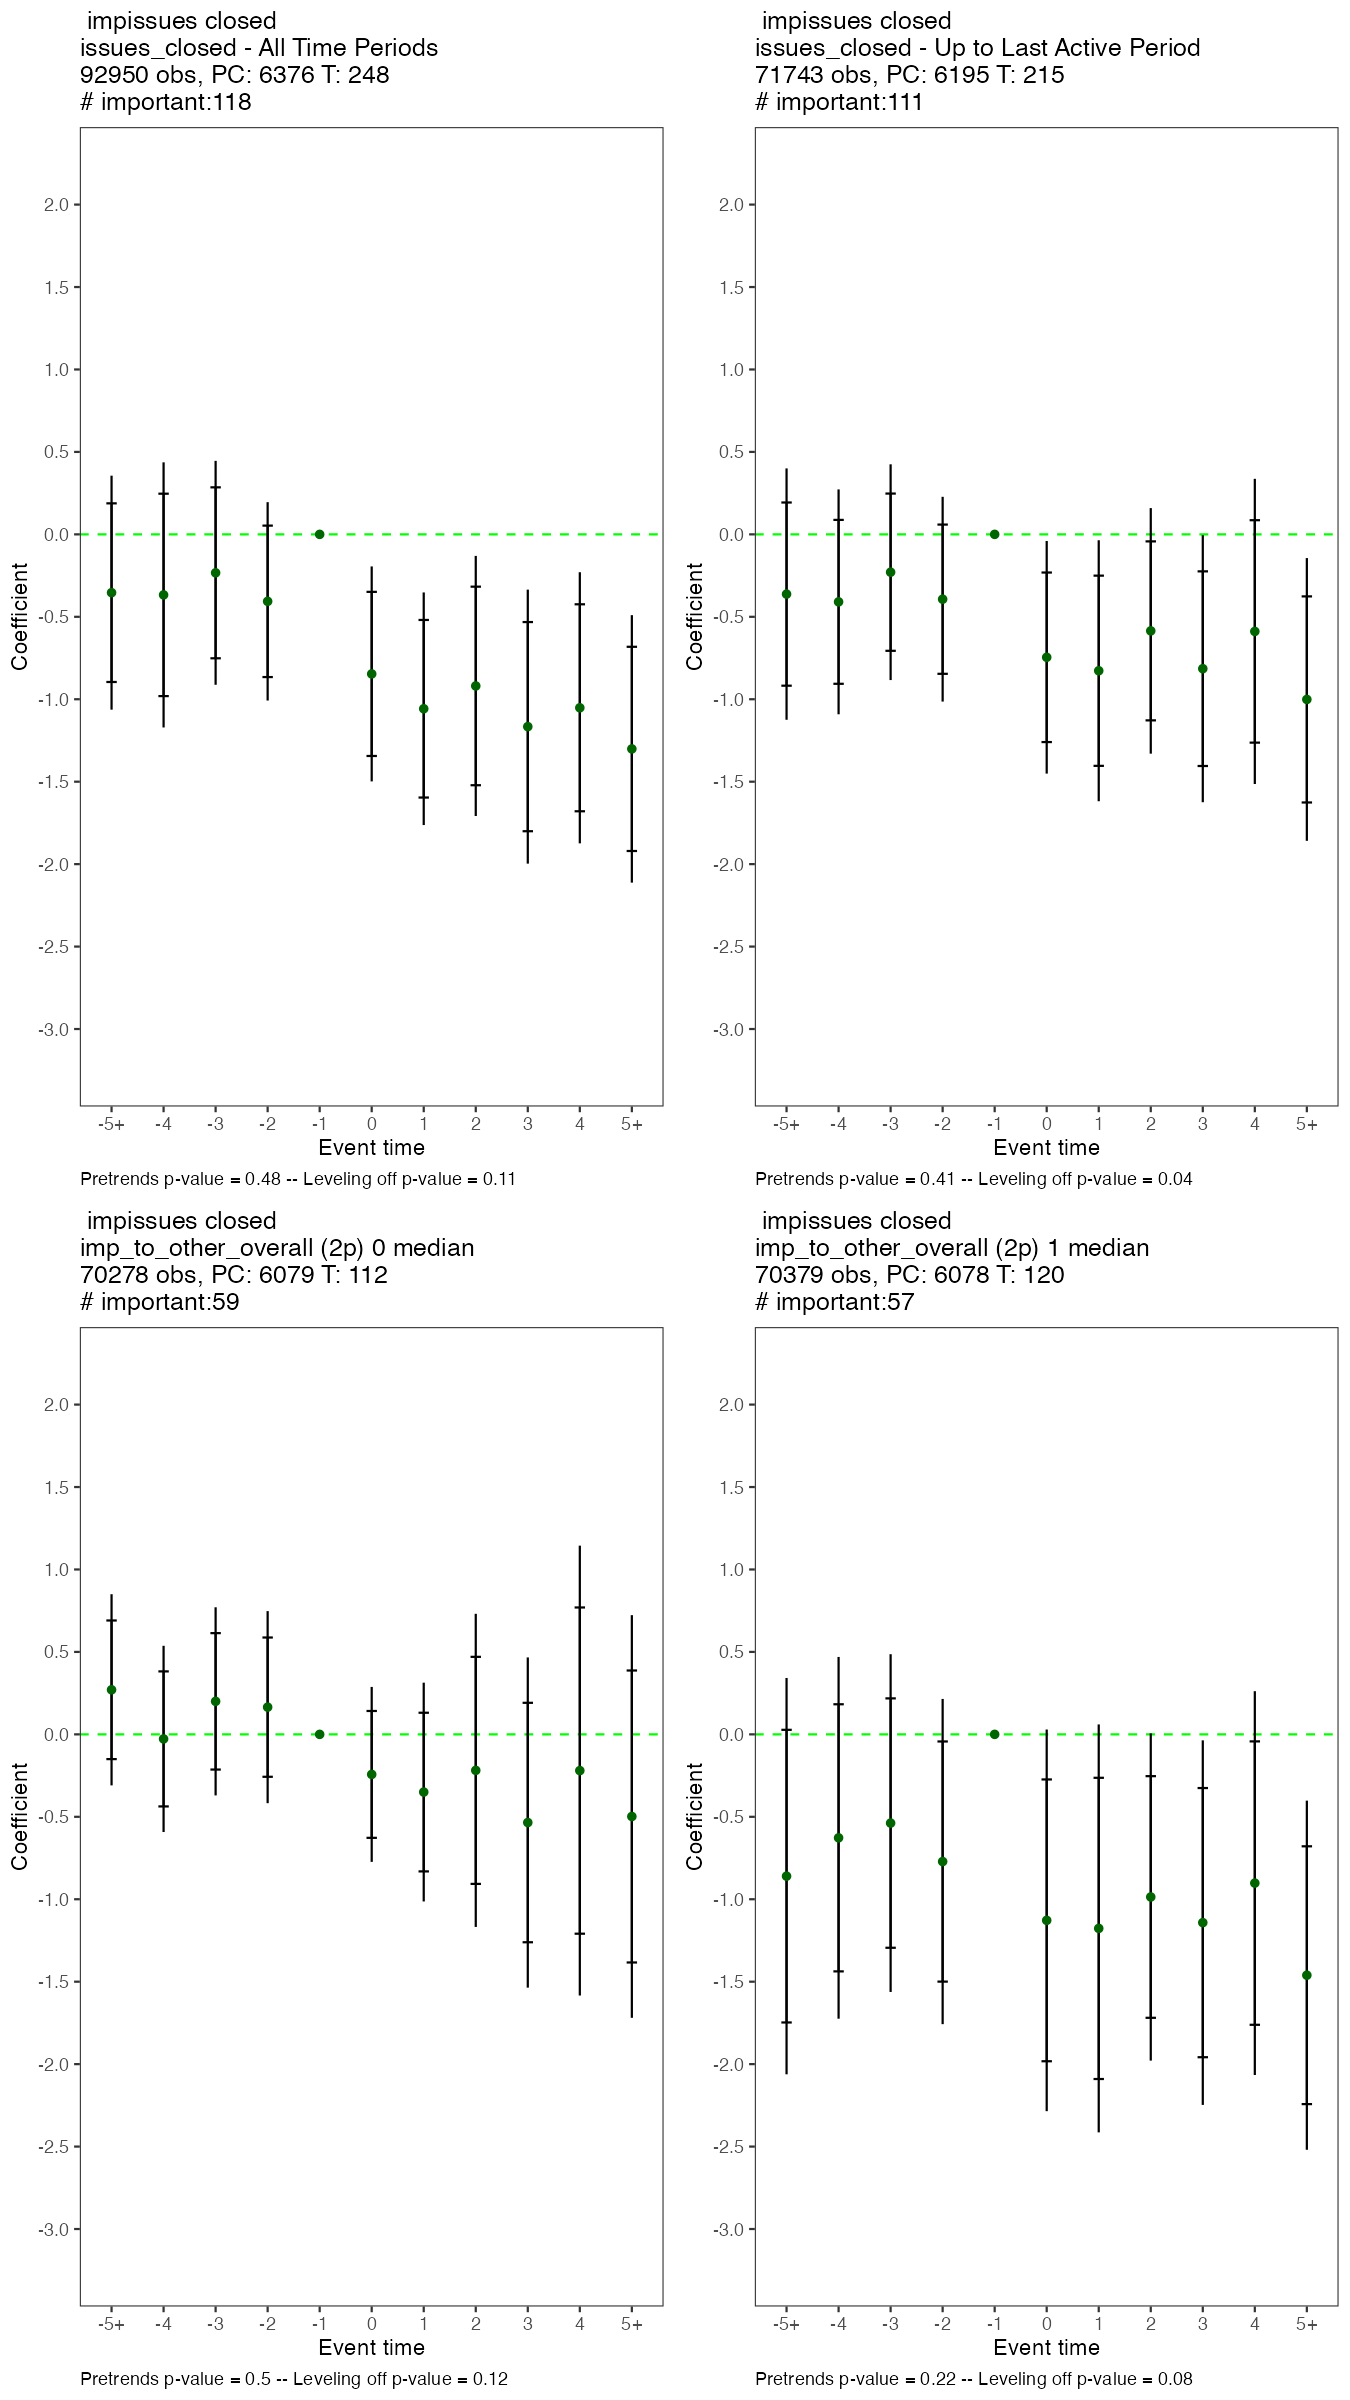 impissues closed
issues_closed - All Time Periods
92950 obs, PC: 6376 T: 248
# important:118
2.0
1.5
1.0
0.5
0.0
-0.5
-1.0
-1.5
-2.0
-2.5
-3.0
Coefficient
-5+ -4 -3 -2 -1 0 1 2 3 4 5+
Event time
Pretrends p-value = 0.48 -- Leveling off p-value = 0.11
impissues closed
issues_closed - Up to Last Active Period
71743 obs, PC: 6195 T: 215
# important:111
2.0
1.5
1.0
0.5
0.0
-0.5
-1.0
-1.5
-2.0
-2.5
-3.0
Coefficient
-5+ -4 -3 -2 -1 0 1 2 3 4 5+
Event time
Pretrends p-value = 0.41 -- Leveling off p-value = 0.04
impissues closed
imp_to_other_overall (2p) 0 median
70278 obs, PC: 6079 T: 112
# important:59
2.0
1.5
1.0
0.5
0.0
-0.5
-1.0
-1.5
-2.0
-2.5
-3.0
Coefficient
-5+ -4 -3 -2 -1 0 1 2 3 4 5+
Event time
Pretrends p-value = 0.5 -- Leveling off p-value = 0.12
impissues closed
imp_to_other_overall (2p) 1 median
70379 obs, PC: 6078 T: 120
# important:57
2.0
1.5
1.0
0.5
0.0
-0.5
-1.0
-1.5
-2.0
-2.5
-3.0
Coefficient
-5+ -4 -3 -2 -1 0 1 2 3 4 5+
Event time
Pretrends p-value = 0.22 -- Leveling off p-value = 0.08